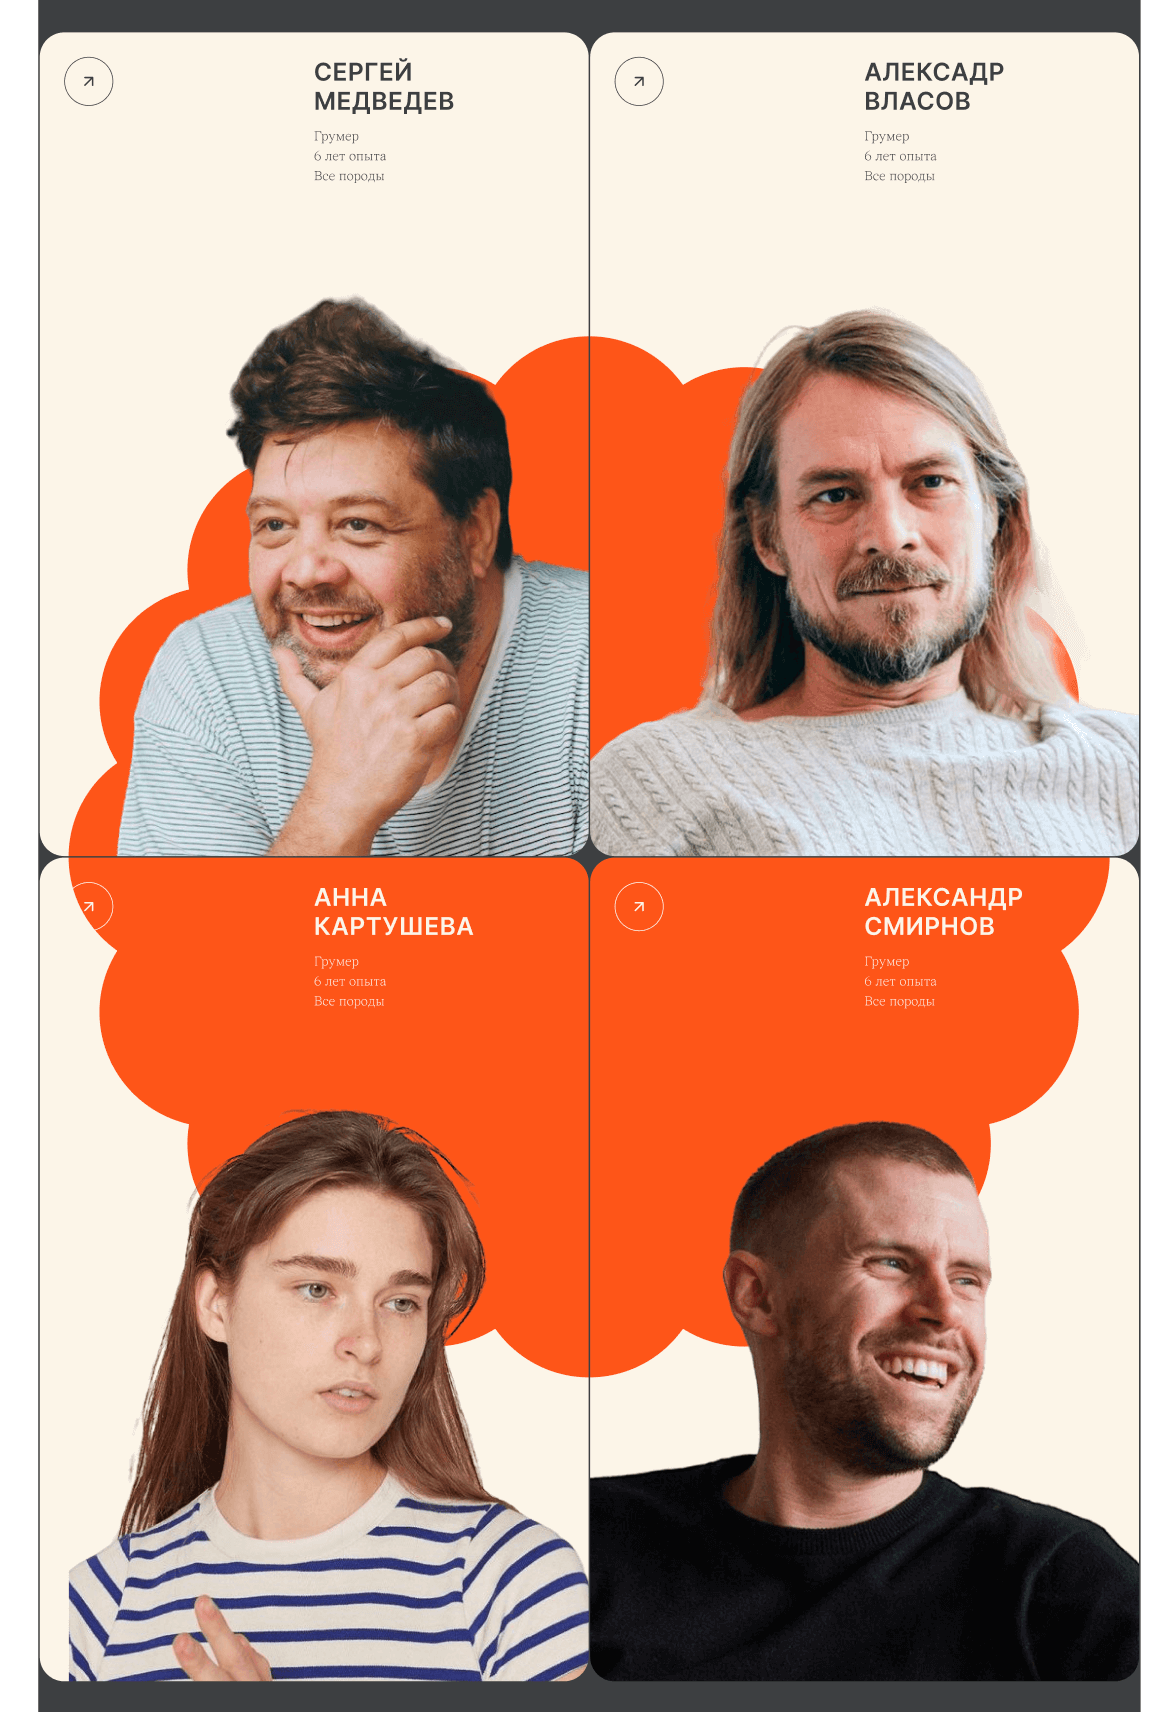 СЕРГЕЙ
МЕДВЕДЕВ
Грумер
6 лет опыта
Все породы
АЛЕКСАДР
ВЛАСОВ
Грумер
6 лет опыта
Все породы
АННА
КАРТУШЕВА
Грумер
6 лет опыта
Все породы
АЛЕКСАНДР
СМИРНОВ
Грумер
6 лет опыта
Все породы